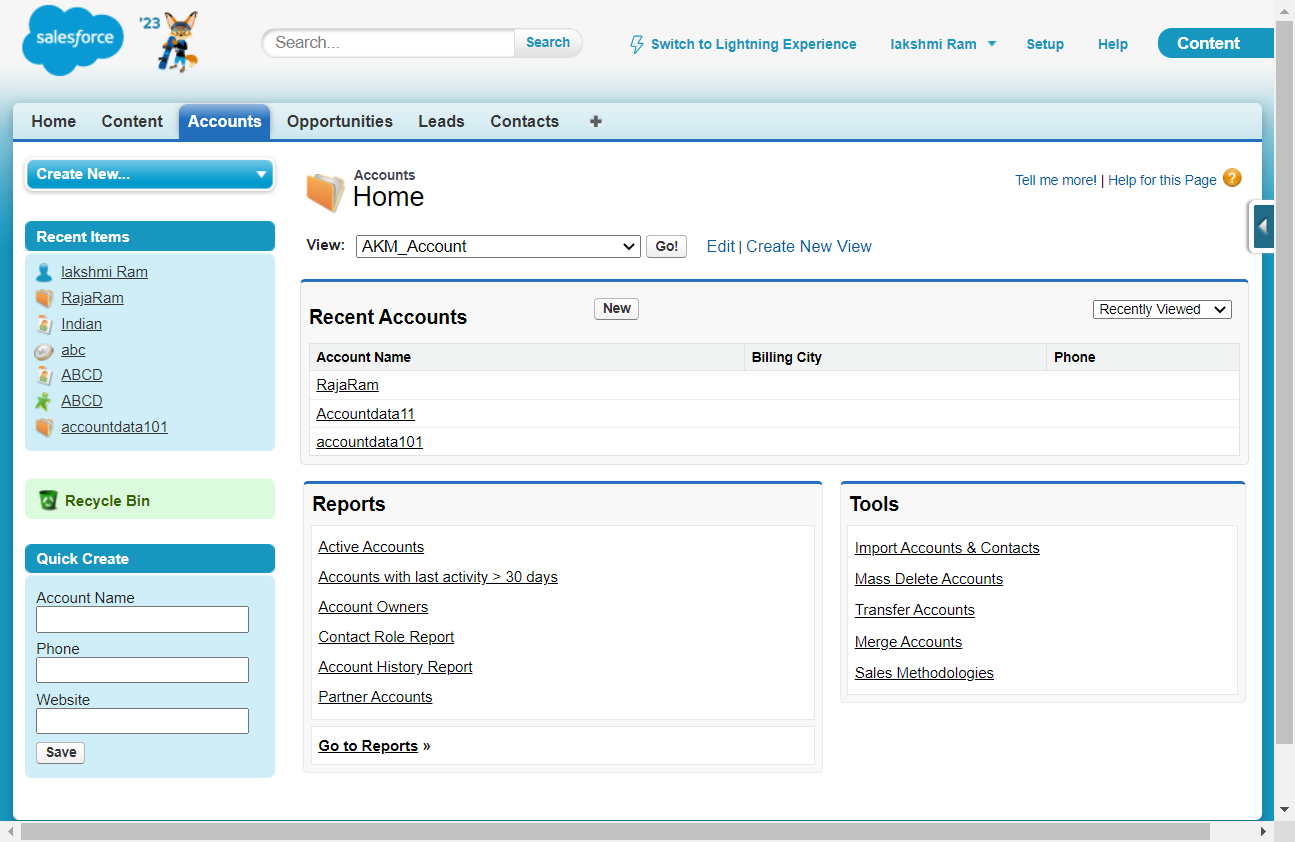 salesforce
'23
Search...
Search
Switch to Lightning Experience
lakshmi Ram
Setup
Help
Content
Home
Content
Accounts
Opportunities
Leads
Contacts
+
Create New...
Accounts
Home
Tell me more! | Help for this Page
?
View:
AKM_Account
Go!
Edit | Create New View
Recent Items
lakshmi Ram
RajaRam
Indian
abc
ABCD
ABCD
accountdata101
Recycle Bin
Quick Create
Account Name
Phone
Website
Save
Recent Accounts
New
Recently Viewed
Account Name
Billing City
Phone
RajaRam
Accountdata11
accountdata101
Reports
Active Accounts
Accounts with last activity > 30 days
Account Owners
Contact Role Report
Account History Report
Partner Accounts
Go to Reports »
Tools
Import Accounts & Contacts
Mass Delete Accounts
Transfer Accounts
Merge Accounts
Sales Methodologies